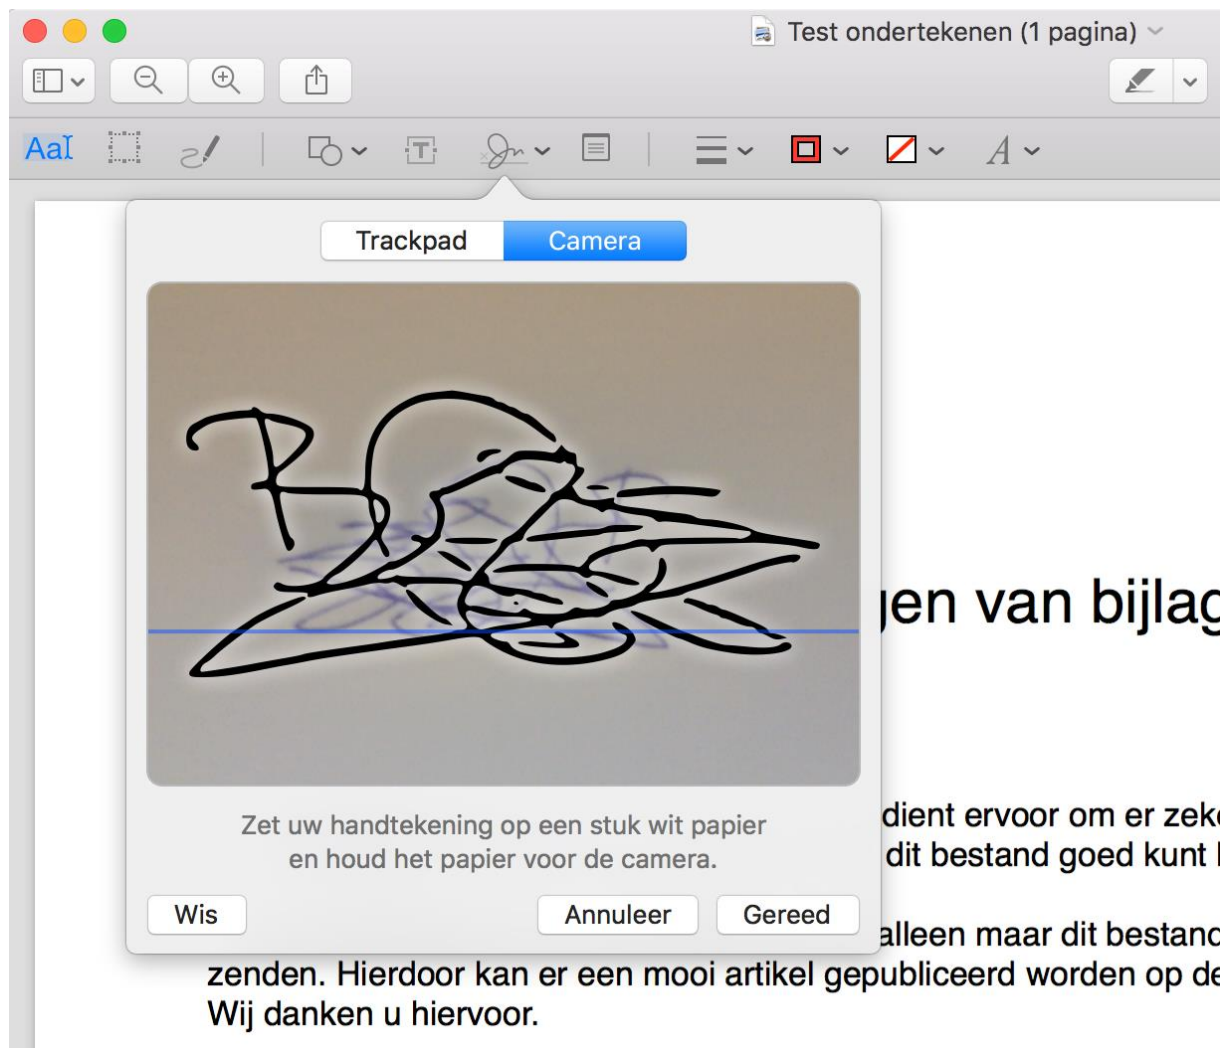 Test ondertekenen (1 pagina)
AaI
T
A
Trackpad
Camera
gen van bijlag
Zet uw handtekening op een stuk wit papier
en houd het papier voor de camera.
dient ervoor om er zeke
dit bestand goed kunt
Wis
Annuleer
Gereed
alleen maar dit bestand
zenden. Hierdoor kan er een mooi artikel gepubliceerd worden op de
Wij danken u hiervoor.